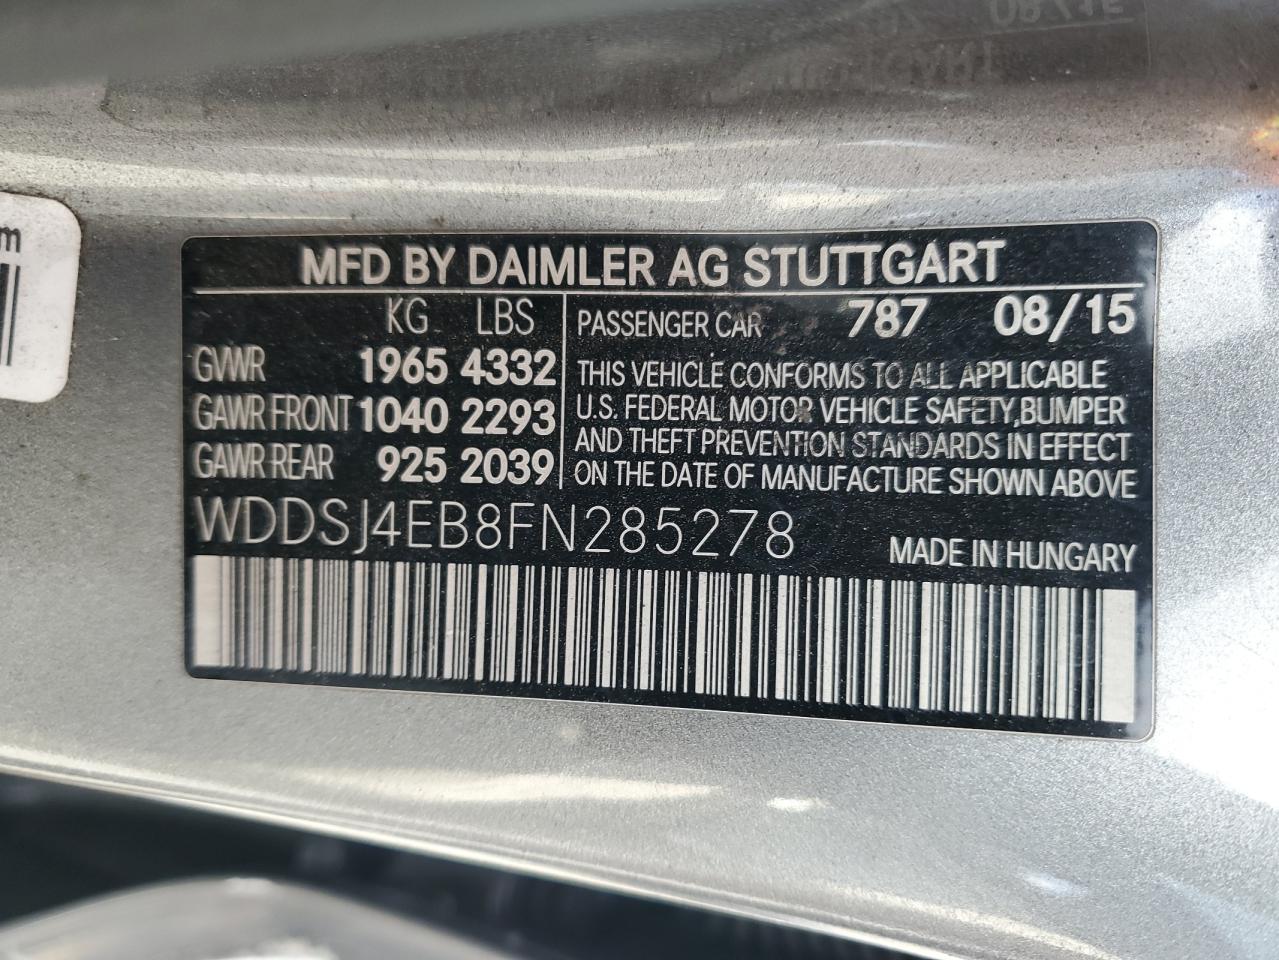 m
MFD BY DAIMLER AG STUTTGART
KG LBS
GVWR 1965 4332
GAWR FRONT 1040 2293
GAWR REAR 925 2039
PASSENGER CAR 787 08/15
THIS VEHICLE CONFORMS TO ALL APPLICABLE
U.S. FEDERAL MOTOR VEHICLE SAFETY, BUMPER
AND THEFT PREVENTION STANDARDS IN EFFECT
ON THE DATE OF MANUFACTURE SHOWN ABOVE
WDDSJ4EB8FN285278
MADE IN HUNGARY